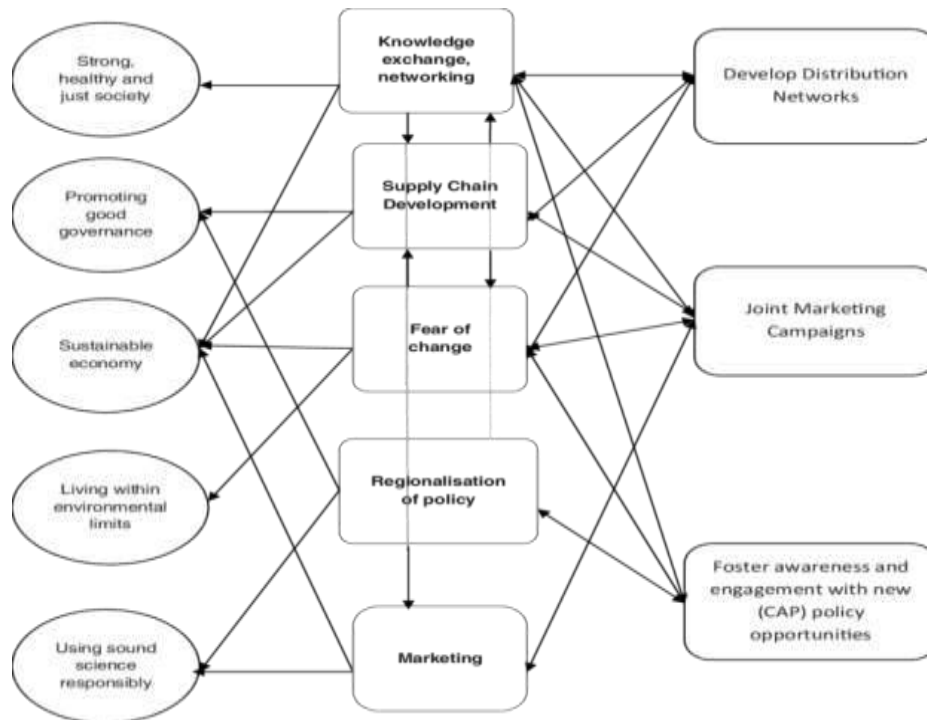 Strong,
healthy and
just society
Promoting
good
governance
Sustainable
economy
Living within
environmental
limits
Using sound
science
responsibly
Knowledge
exchange,
networking
Supply Chain
Development
Fear of
change
Regionalisation
of policy
Marketing
Develop Distribution
Networks
Joint Marketing
Campaigns
Foster awareness and
engagement with new
(CAP) policy
opportunities